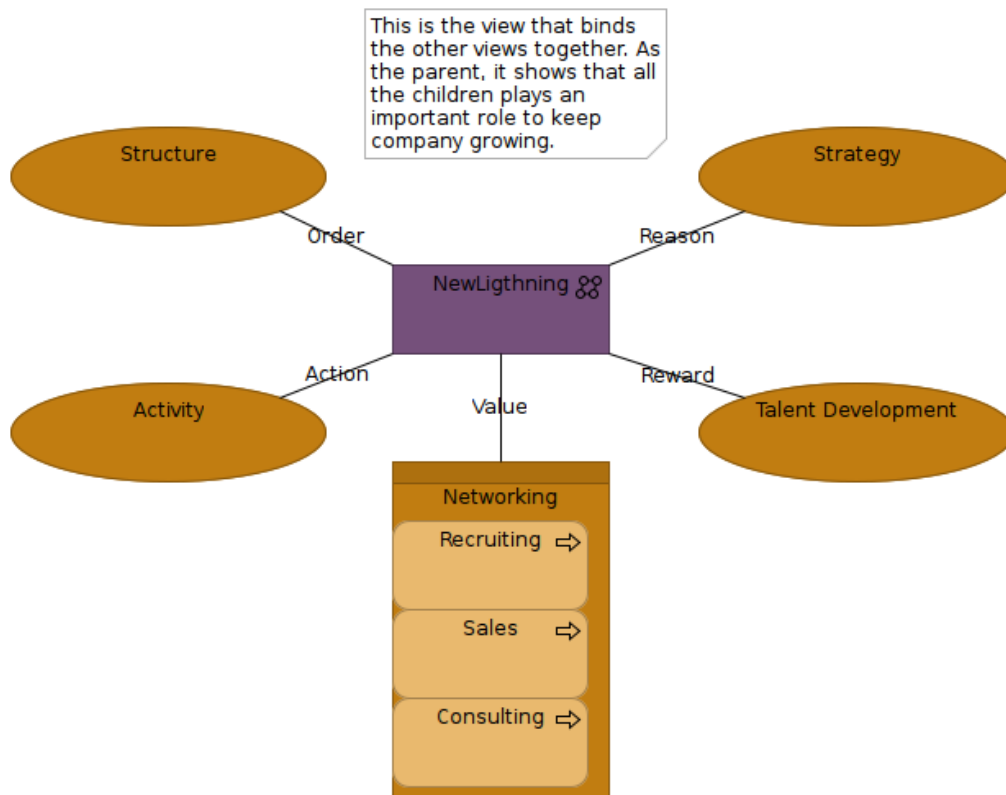 This is the view that binds
the other views together. As
the parent, it shows that all
the children plays an
important role to keep
company growing.
Structure
Strategy
Order
Reason
NewLigthning
Action
Reward
Value
Activity
Talent Development
Networking
Recruiting
Sales
Consulting